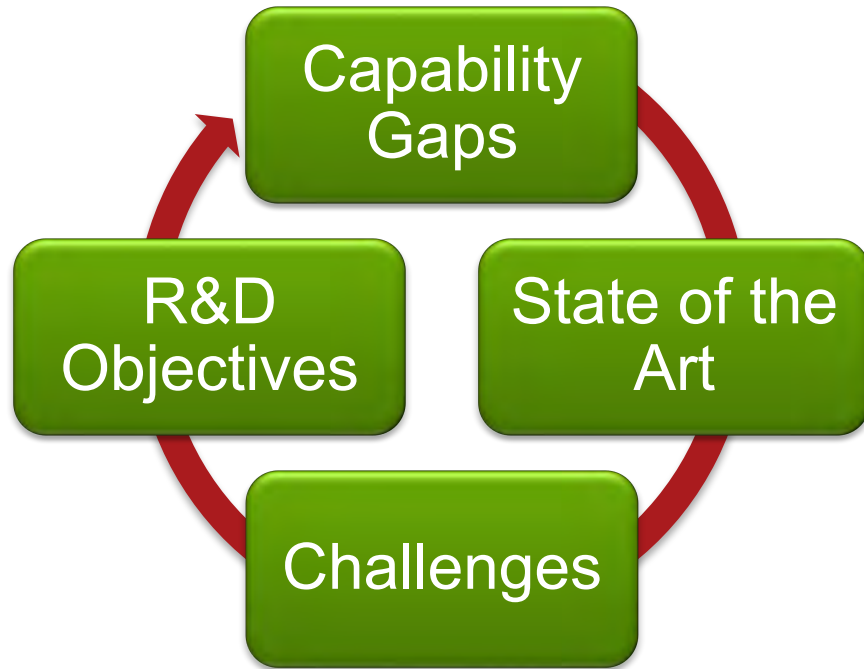 Capability
Gaps
State of the
Art
Challenges
R&D
Objectives